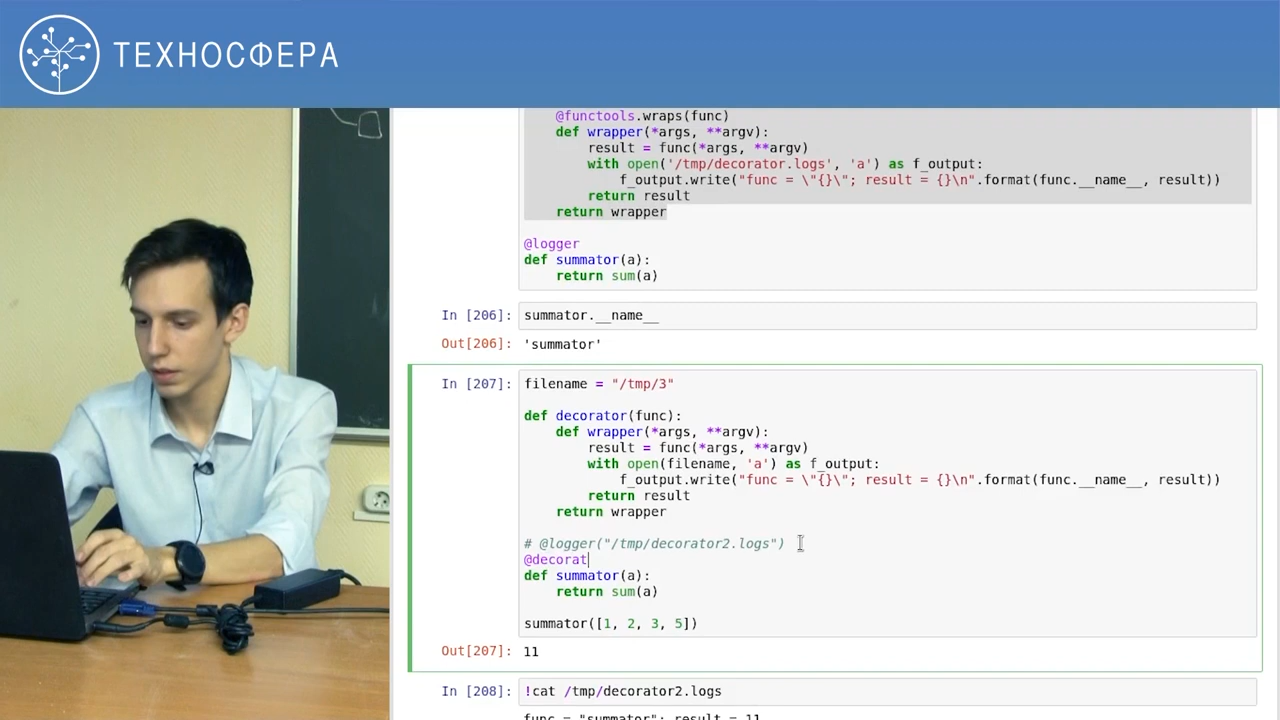 ТЕХНОСФЕРА
@functools.wraps(func)
def wrapper(*args, **argv):
result = func(*args, **argv)
with open('/tmp/decorator.logs', 'a') as f_output:
f_output.write("func = \"{}\"; result = {}\n".format(func.__name__, result))
return result
return wrapper
@logger
def summator(a):
return sum(a)
In [206]: summator.__name__
Out[206]: 'summator'
In [207]: filename = "/tmp/3"
def decorator(func):
def wrapper(*args, **argv):
result = func(*args, **argv)
with open(filename, 'a') as f_output:
f_output.write("func = \"{}\"; result = {}\n".format(func.__name__, result))
return result
return wrapper
# @logger("/tmp/decorator2.logs")
@decorat
def summator(a):
return sum(a)
summator([1, 2, 3, 5])
Out[207]: 11
In [208]: !cat /tmp/decorator2.logs
func = "summator"; result = 11